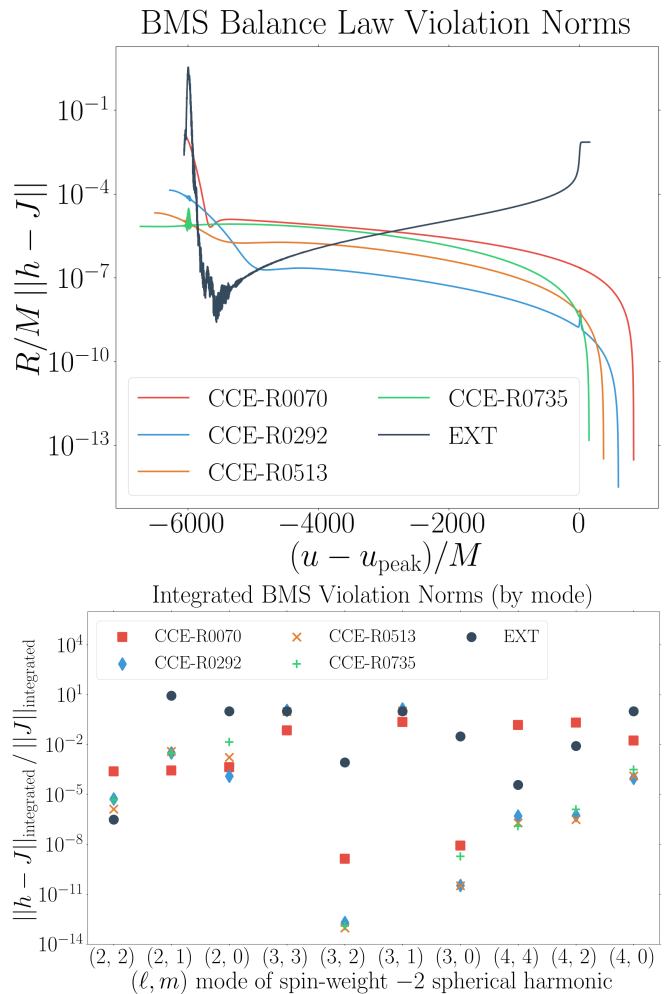 BMS Balance Law Violation Norms
R/M ||h − J||
10⁻¹
10⁻⁴
10⁻⁷
10⁻¹⁰
10⁻¹³
CCE-R0070
CCE-R0292
CCE-R0513
CCE-R0735
EXT
−6000 −4000 −2000 0
(u − u_peak)/M
Integrated BMS Violation Norms (by mode)
||h − J||_integrated / ||J||_integrated
10⁴
10¹
10⁻²
10⁻⁵
10⁻⁸
10⁻¹¹
10⁻¹⁴
CCE-R0070
CCE-R0292
CCE-R0513
CCE-R0735
EXT
(2, 2) (2, 1) (2, 0) (3, 3) (3, 2) (3, 1) (3, 0) (4, 4) (4, 2) (4, 0)
(ℓ, m) mode of spin-weight −2 spherical harmonic